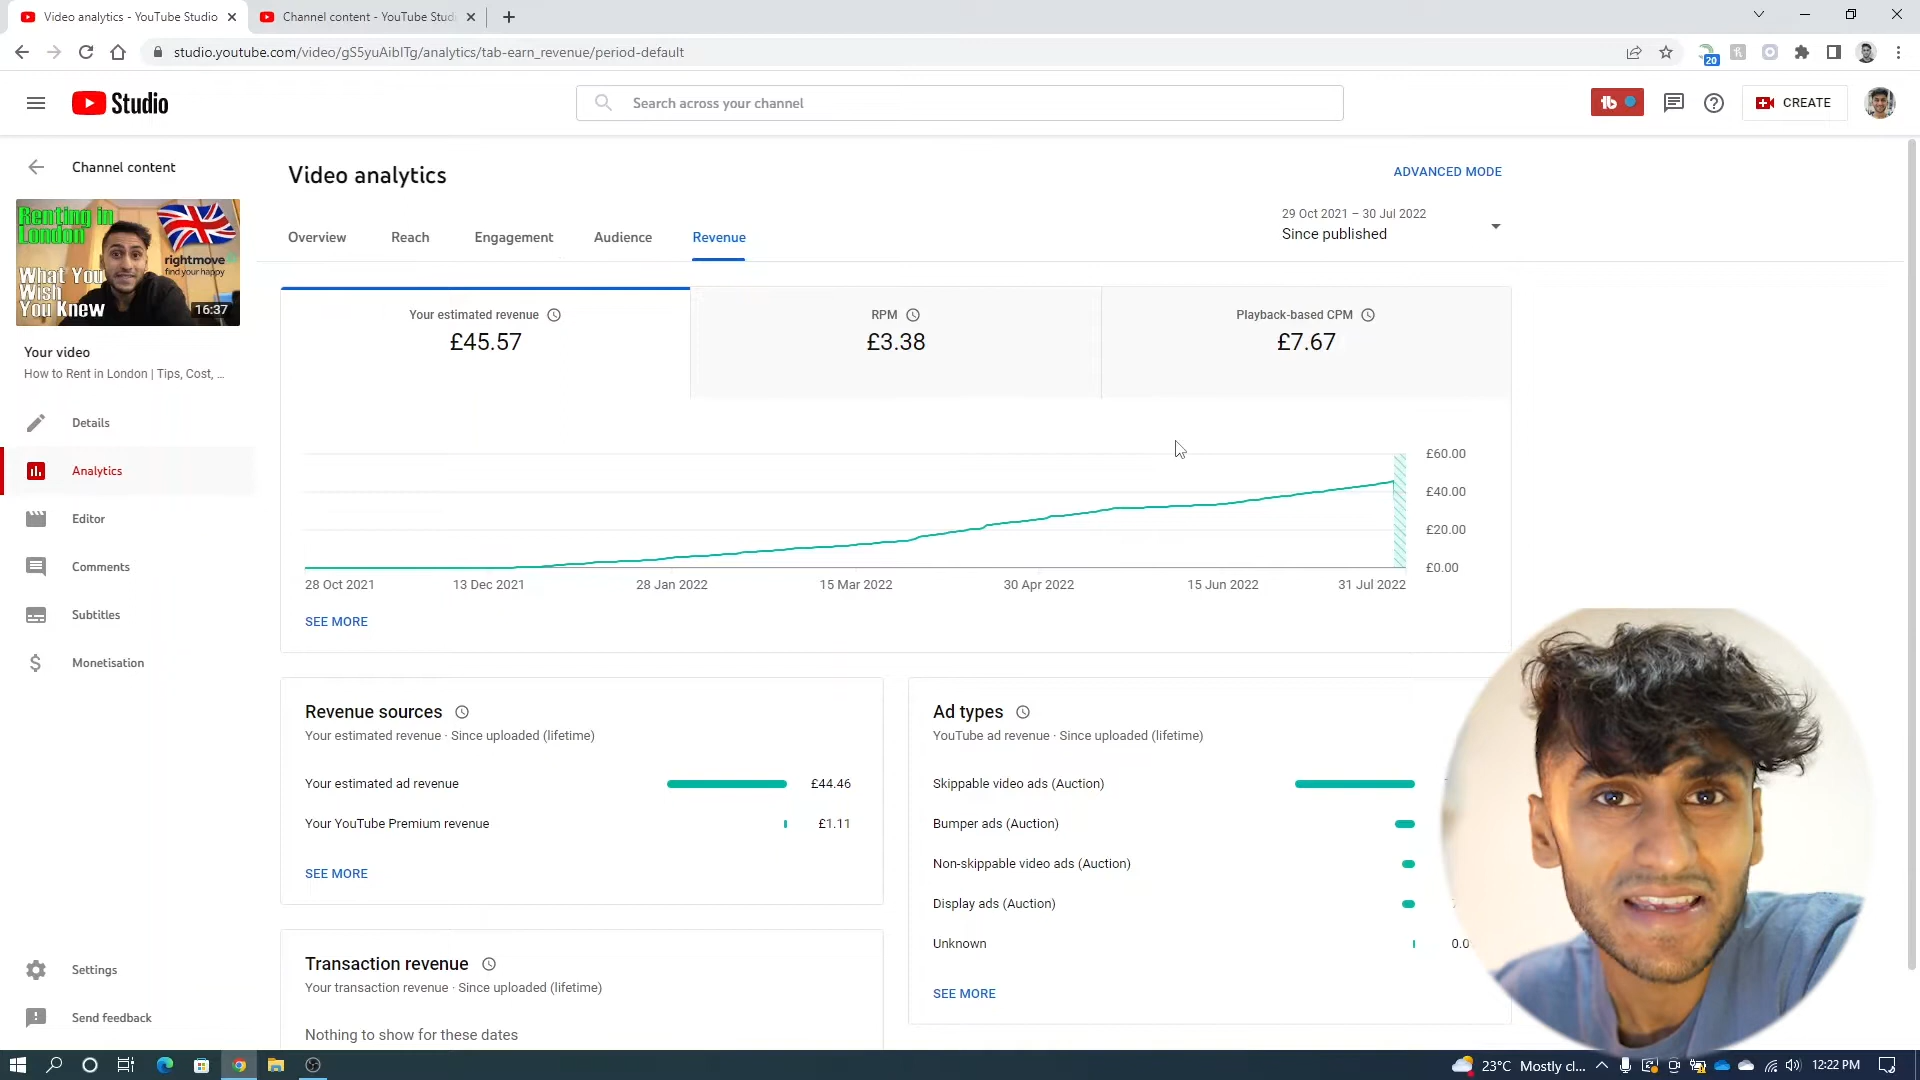 Video analytics - YouTube Studio
Channel content - YouTube Stud
studio.youtube.com/video/gS5yuAibITg/analytics/tab-earn_revenue/period-default
20
Studio
Search across your channel
CREATE
Channel content
Renting in
London
rightmove
find your happy
What You
Wish
You Knew
16:37
Your video
How to Rent in London | Tips, Cost, ...
Details
Analytics
Editor
Comments
Subtitles
Monetisation
Settings
Send feedback
Video analytics
ADVANCED MODE
Overview
Reach
Engagement
Audience
Revenue
29 Oct 2021 – 30 Jul 2022
Since published
Your estimated revenue
£45.57
RPM
£3.38
Playback-based CPM
£7.67
£60.00
£40.00
£20.00
£0.00
28 Oct 2021
13 Dec 2021
28 Jan 2022
15 Mar 2022
30 Apr 2022
15 Jun 2022
31 Jul 2022
SEE MORE
Revenue sources
Your estimated revenue · Since uploaded (lifetime)
Your estimated ad revenue £44.46
Your YouTube Premium revenue £1.11
SEE MORE
Ad types
YouTube ad revenue · Since uploaded (lifetime)
Skippable video ads (Auction)
Bumper ads (Auction)
Non-skippable video ads (Auction)
Display ads (Auction)
Unknown 0.0
SEE MORE
Transaction revenue
Your transaction revenue · Since uploaded (lifetime)
Nothing to show for these dates
23°C Mostly cl...
12:22 PM